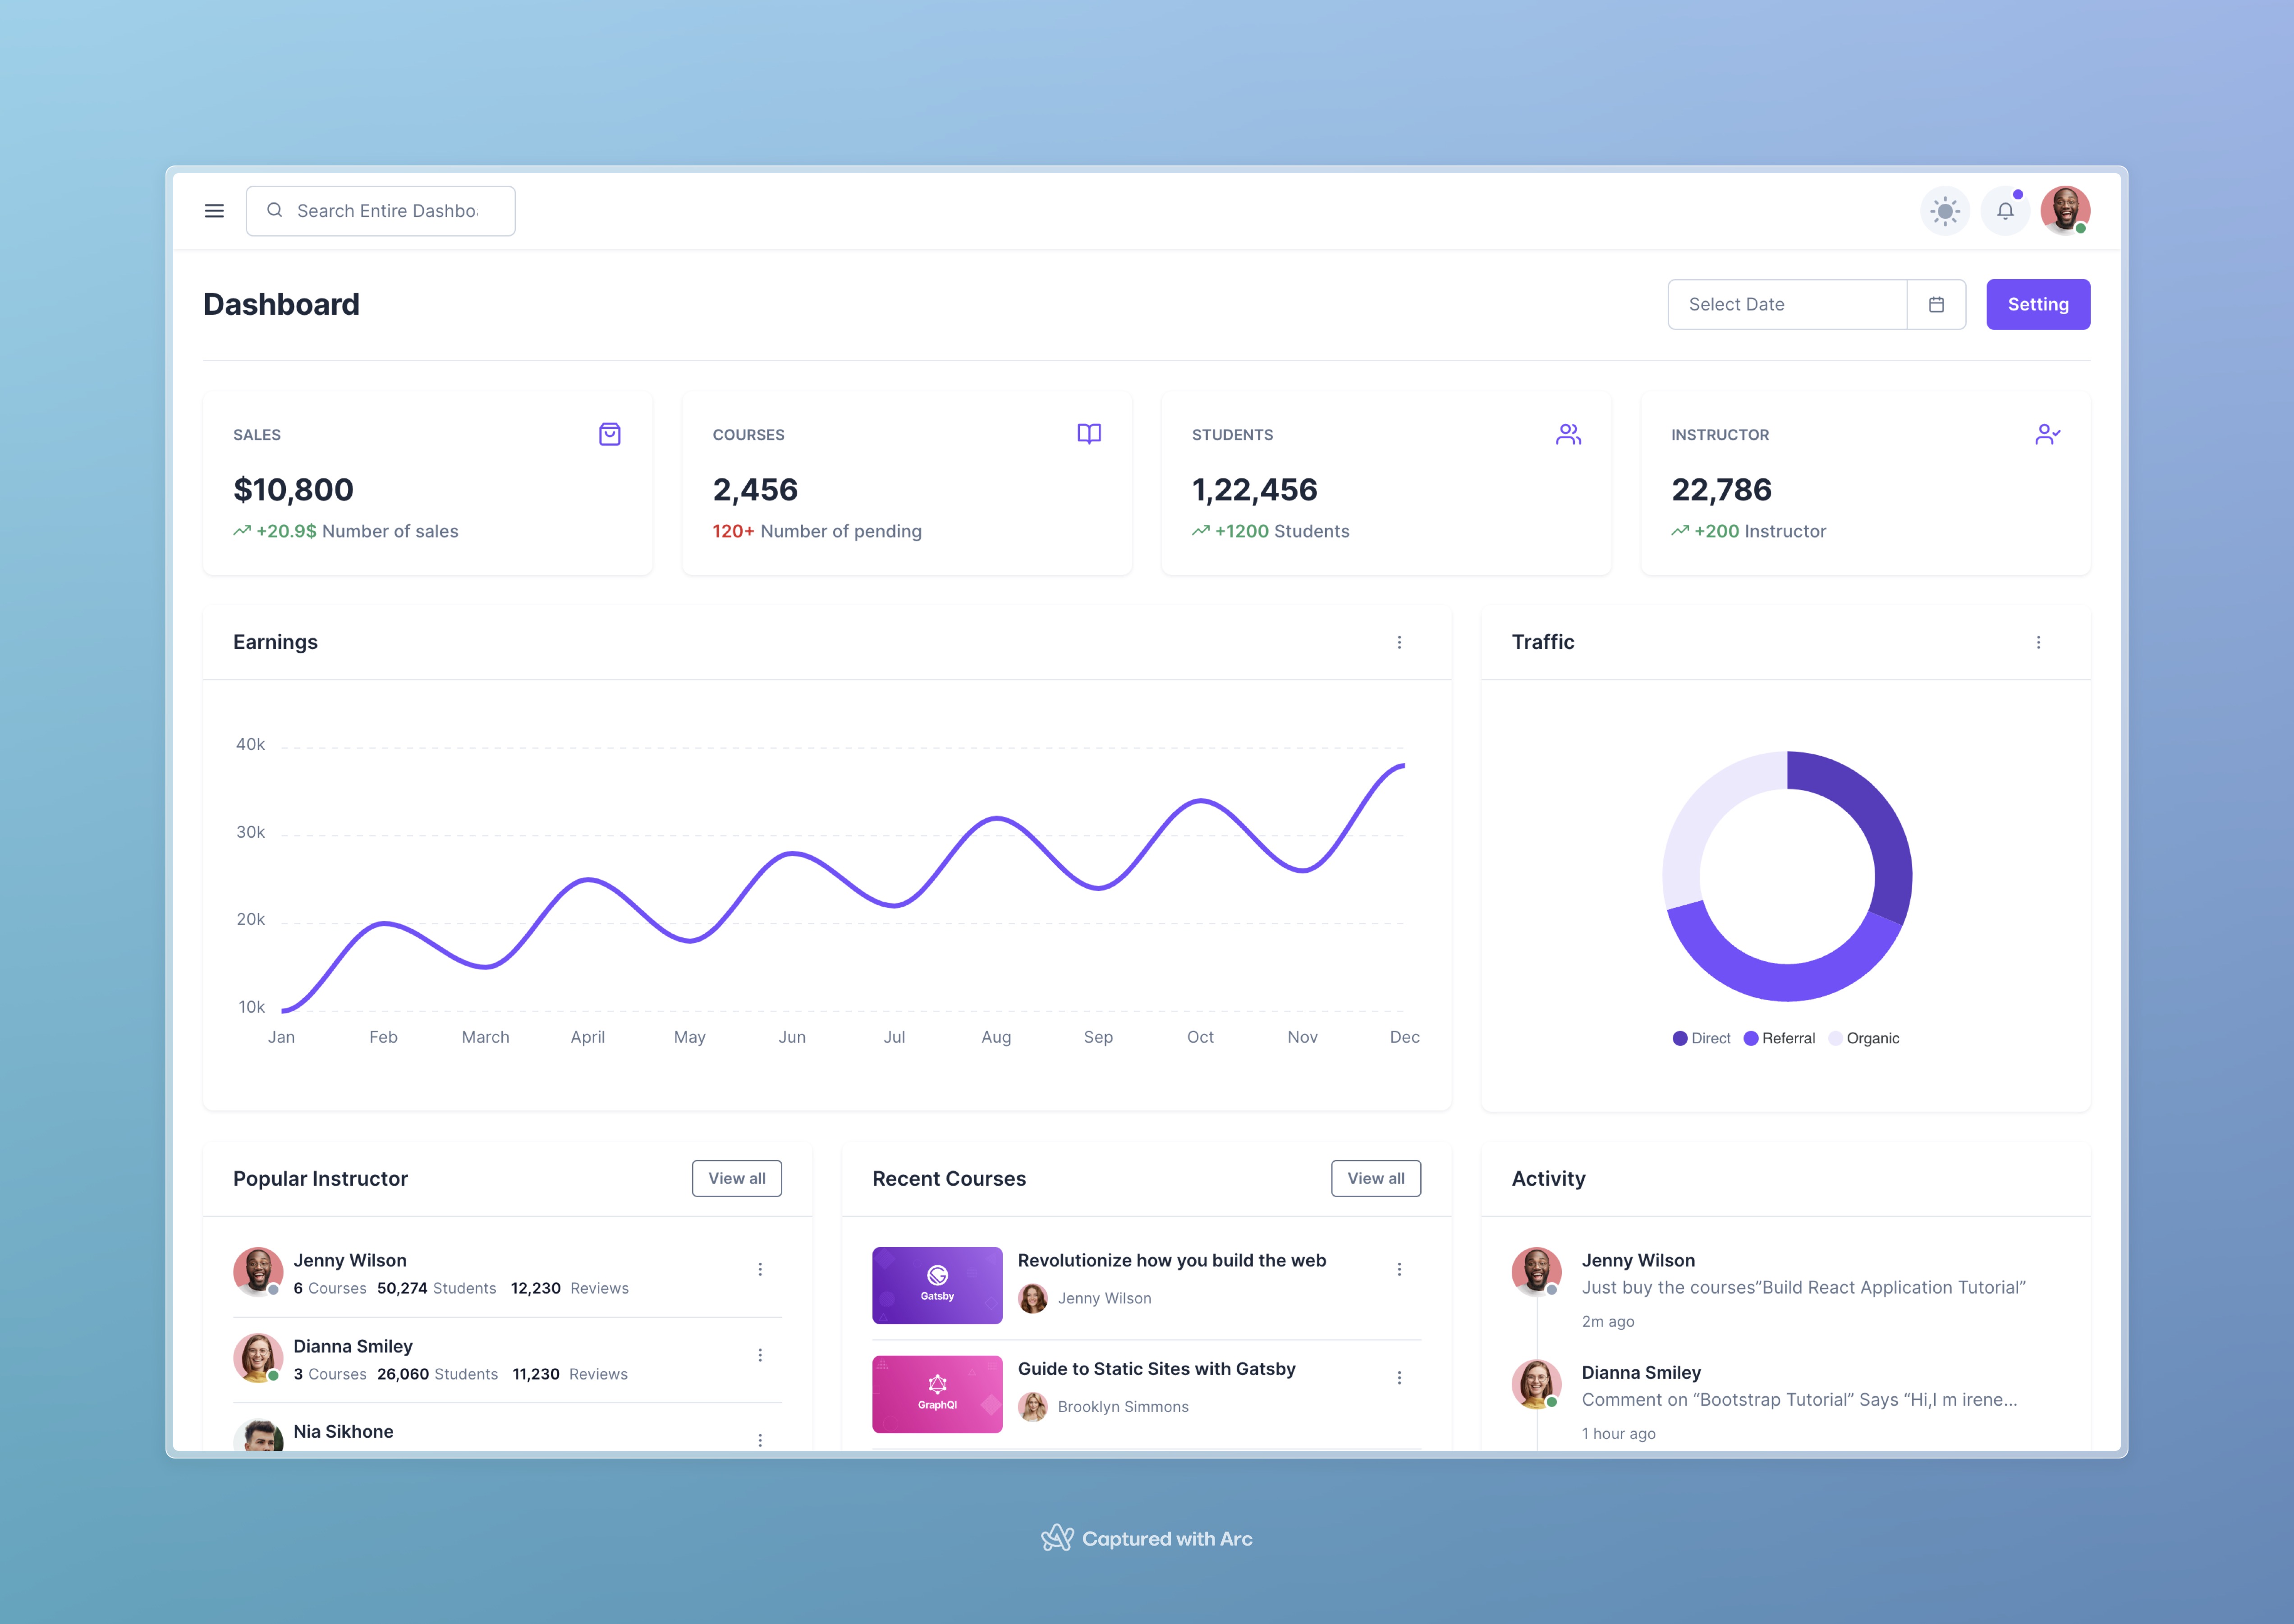 Search Entire Dashbo
Dashboard
Select Date
Setting
SALES
$10,800
+20.9$ Number of sales
COURSES
2,456
120+ Number of pending
STUDENTS
1,22,456
+1200 Students
INSTRUCTOR
22,786
+200 Instructor
Earnings
40k
30k
20k
10k
Jan Feb March April May Jun Jul Aug Sep Oct Nov Dec
Traffic
Direct Referral Organic
Popular Instructor
View all
Jenny Wilson
6 Courses 50,274 Students 12,230 Reviews
Dianna Smiley
3 Courses 26,060 Students 11,230 Reviews
Nia Sikhone
Recent Courses
View all
Gatsby
Revolutionize how you build the web
Jenny Wilson
GraphQl
Guide to Static Sites with Gatsby
Brooklyn Simmons
Activity
Jenny Wilson
Just buy the courses”Build React Application Tutorial”
2m ago
Dianna Smiley
Comment on “Bootstrap Tutorial” Says “Hi,I m irene...
1 hour ago
Captured with Arc